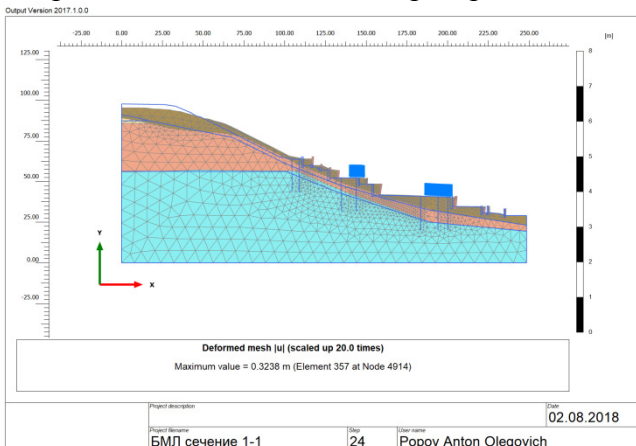 Output Version 2017.1.0.0
-25.00 0.00 25.00 50.00 75.00 100.00 125.00 150.00 175.00 200.00 225.00 250.00 275.00
[m]
125.00
100.00
75.00
50.00
25.00
0.00
-25.00
8
7
6
5
4
3
2
1
0
Y
X
Deformed mesh |u| (scaled up 20.0 times)
Maximum value = 0.3238 m (Element 357 at Node 4914)
Project description
Date
02.08.2018
Project filename
Step
User name
БМЛ сечение 1-1
24
Popov Anton Olegovich